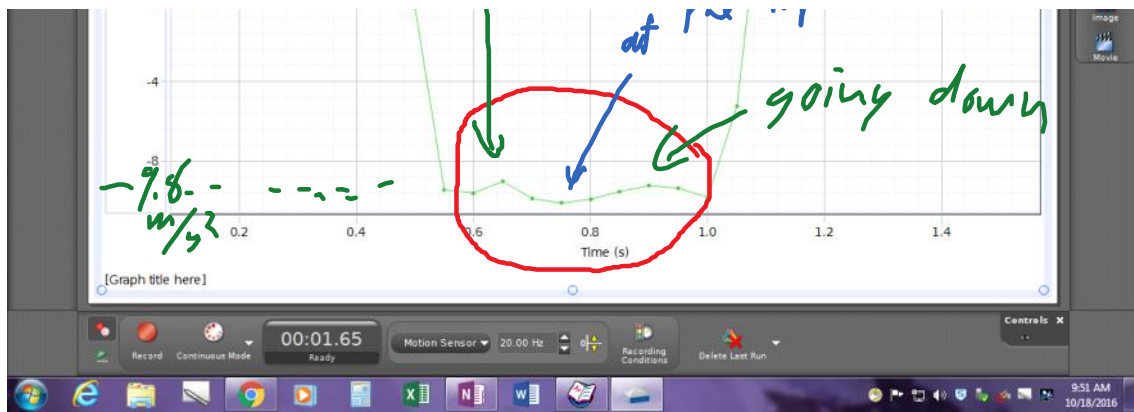 Image
Movie
at
going down
-4
-8
-9.8
m/s²
0.2 0.4 0.6 0.8 1.0 1.2 1.4
Time (s)
[Graph title here]
Controls X
Record Continuous Mode 00:01.65 Ready Motion Sensor 20.00 Hz Recording Conditions Delete Last Run
9:51 AM
10/18/2016